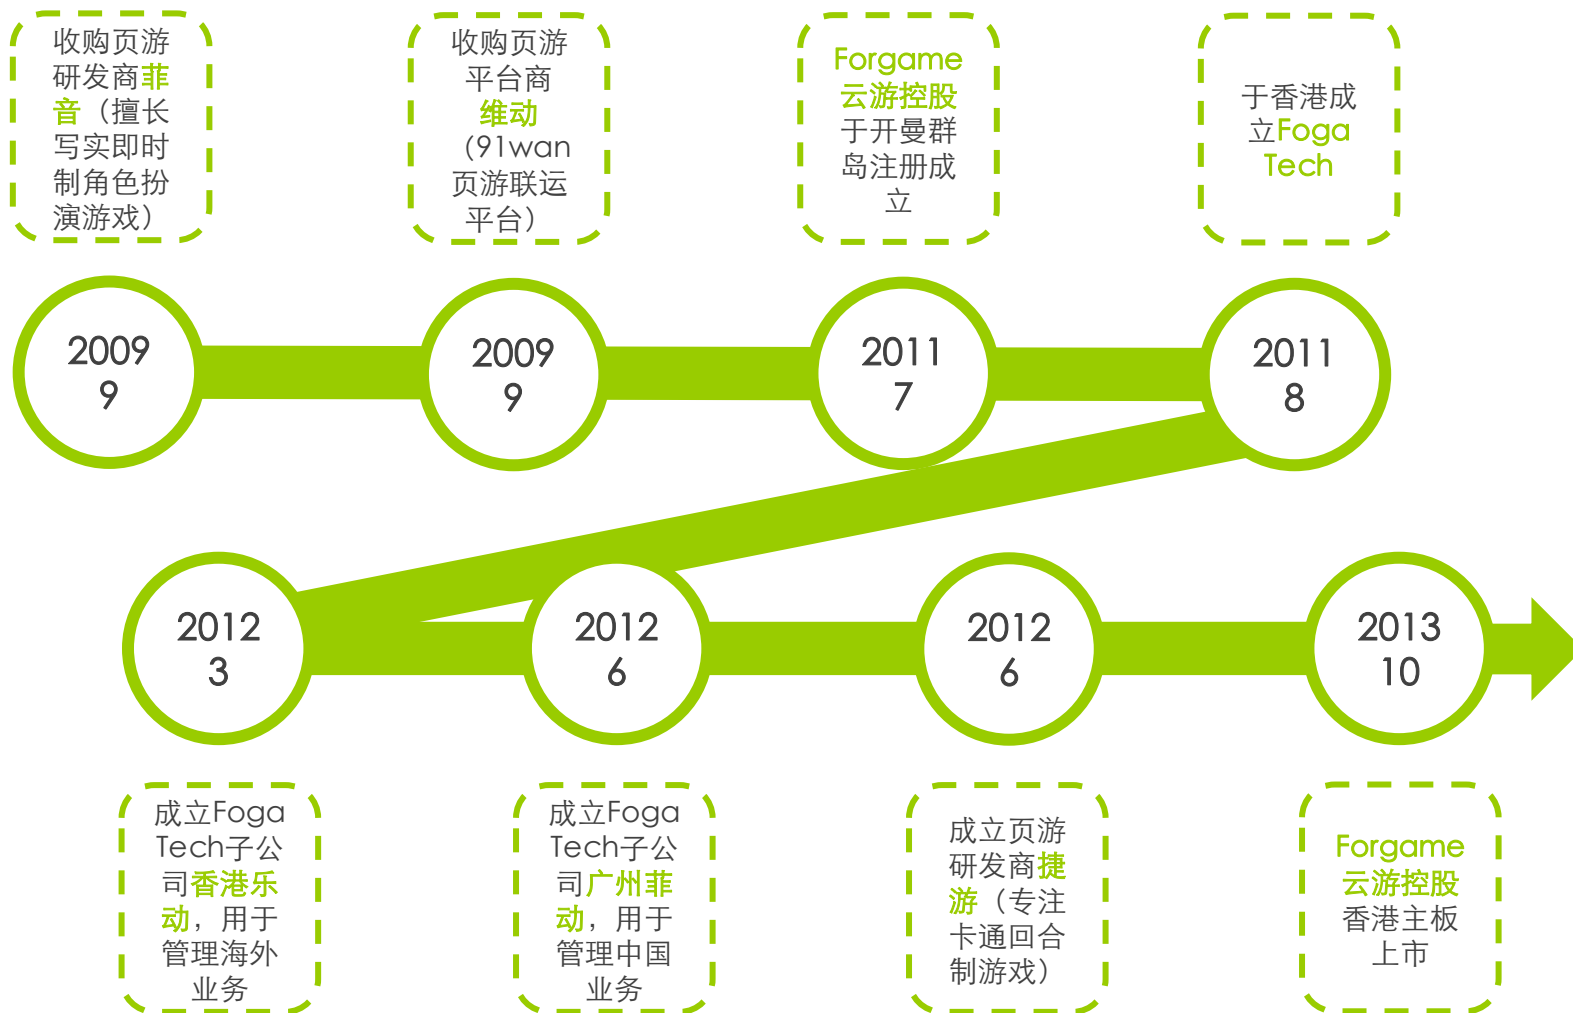 收购页游
研发商菲
音（擅长
写实即时
制角色扮
演游戏）
收购页游
平台商
维动
（91wan
页游联运
平台）
Forgame
云游控股
于开曼群
岛注册成
立
于香港成
立Foga
Tech
2009
9
2009
9
2011
7
2011
8
2012
3
2012
6
2012
6
2013
10
成立Foga
Tech子公
司香港乐
动，用于
管理海外
业务
成立Foga
Tech子公
司广州菲
动，用于
管理中国
业务
成立页游
研发商捷
游（专注
卡通回合
制游戏）
Forgame
云游控股
香港主板
上市